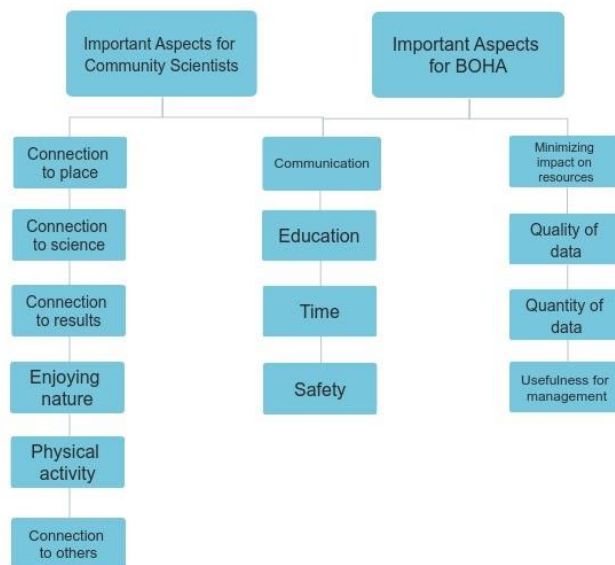 Important Aspects for
Community Scientists
Important Aspects
for BOHA
Connection
to place
Connection
to science
Connection
to results
Enjoying
nature
Physical
activity
Connection
to others
Communication
Education
Time
Safety
Minimizing
impact on
resources
Quality of
data
Quantity of
data
Usefulness for
management